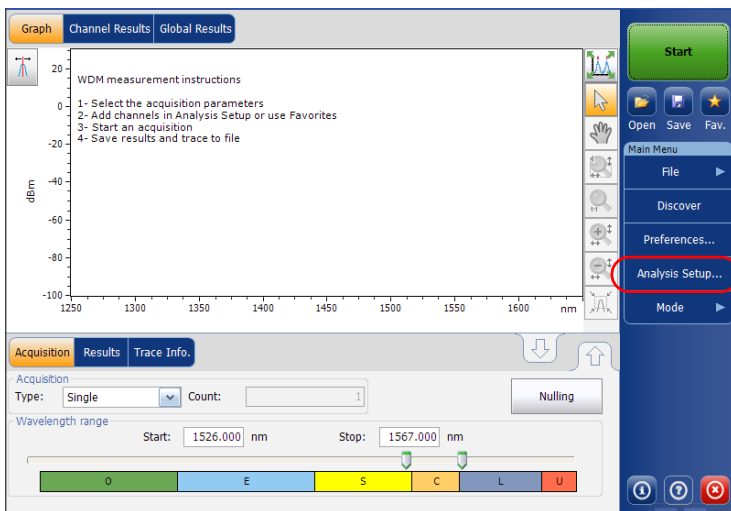 Graph Channel Results Global Results
Start
20
WDM measurement instructions
0
1- Select the acquisition parameters
2- Add channels in Analysis Setup or use Favorites
3- Start an acquisition
4- Save results and trace to file
Open Save Fav.
-20
Main Menu
File
-40
dBm
Discover
1:1
-60
Preferences...
-80
Analysis Setup...
-100
1250 1300 1350 1400 1450 1500 1550 1600 nm
Mode
Acquisition Results Trace Info.
Acquisition
Type: Single Count: 1
Nulling
Wavelength range
Start: 1526.000 nm Stop: 1567.000 nm
O E S C L U